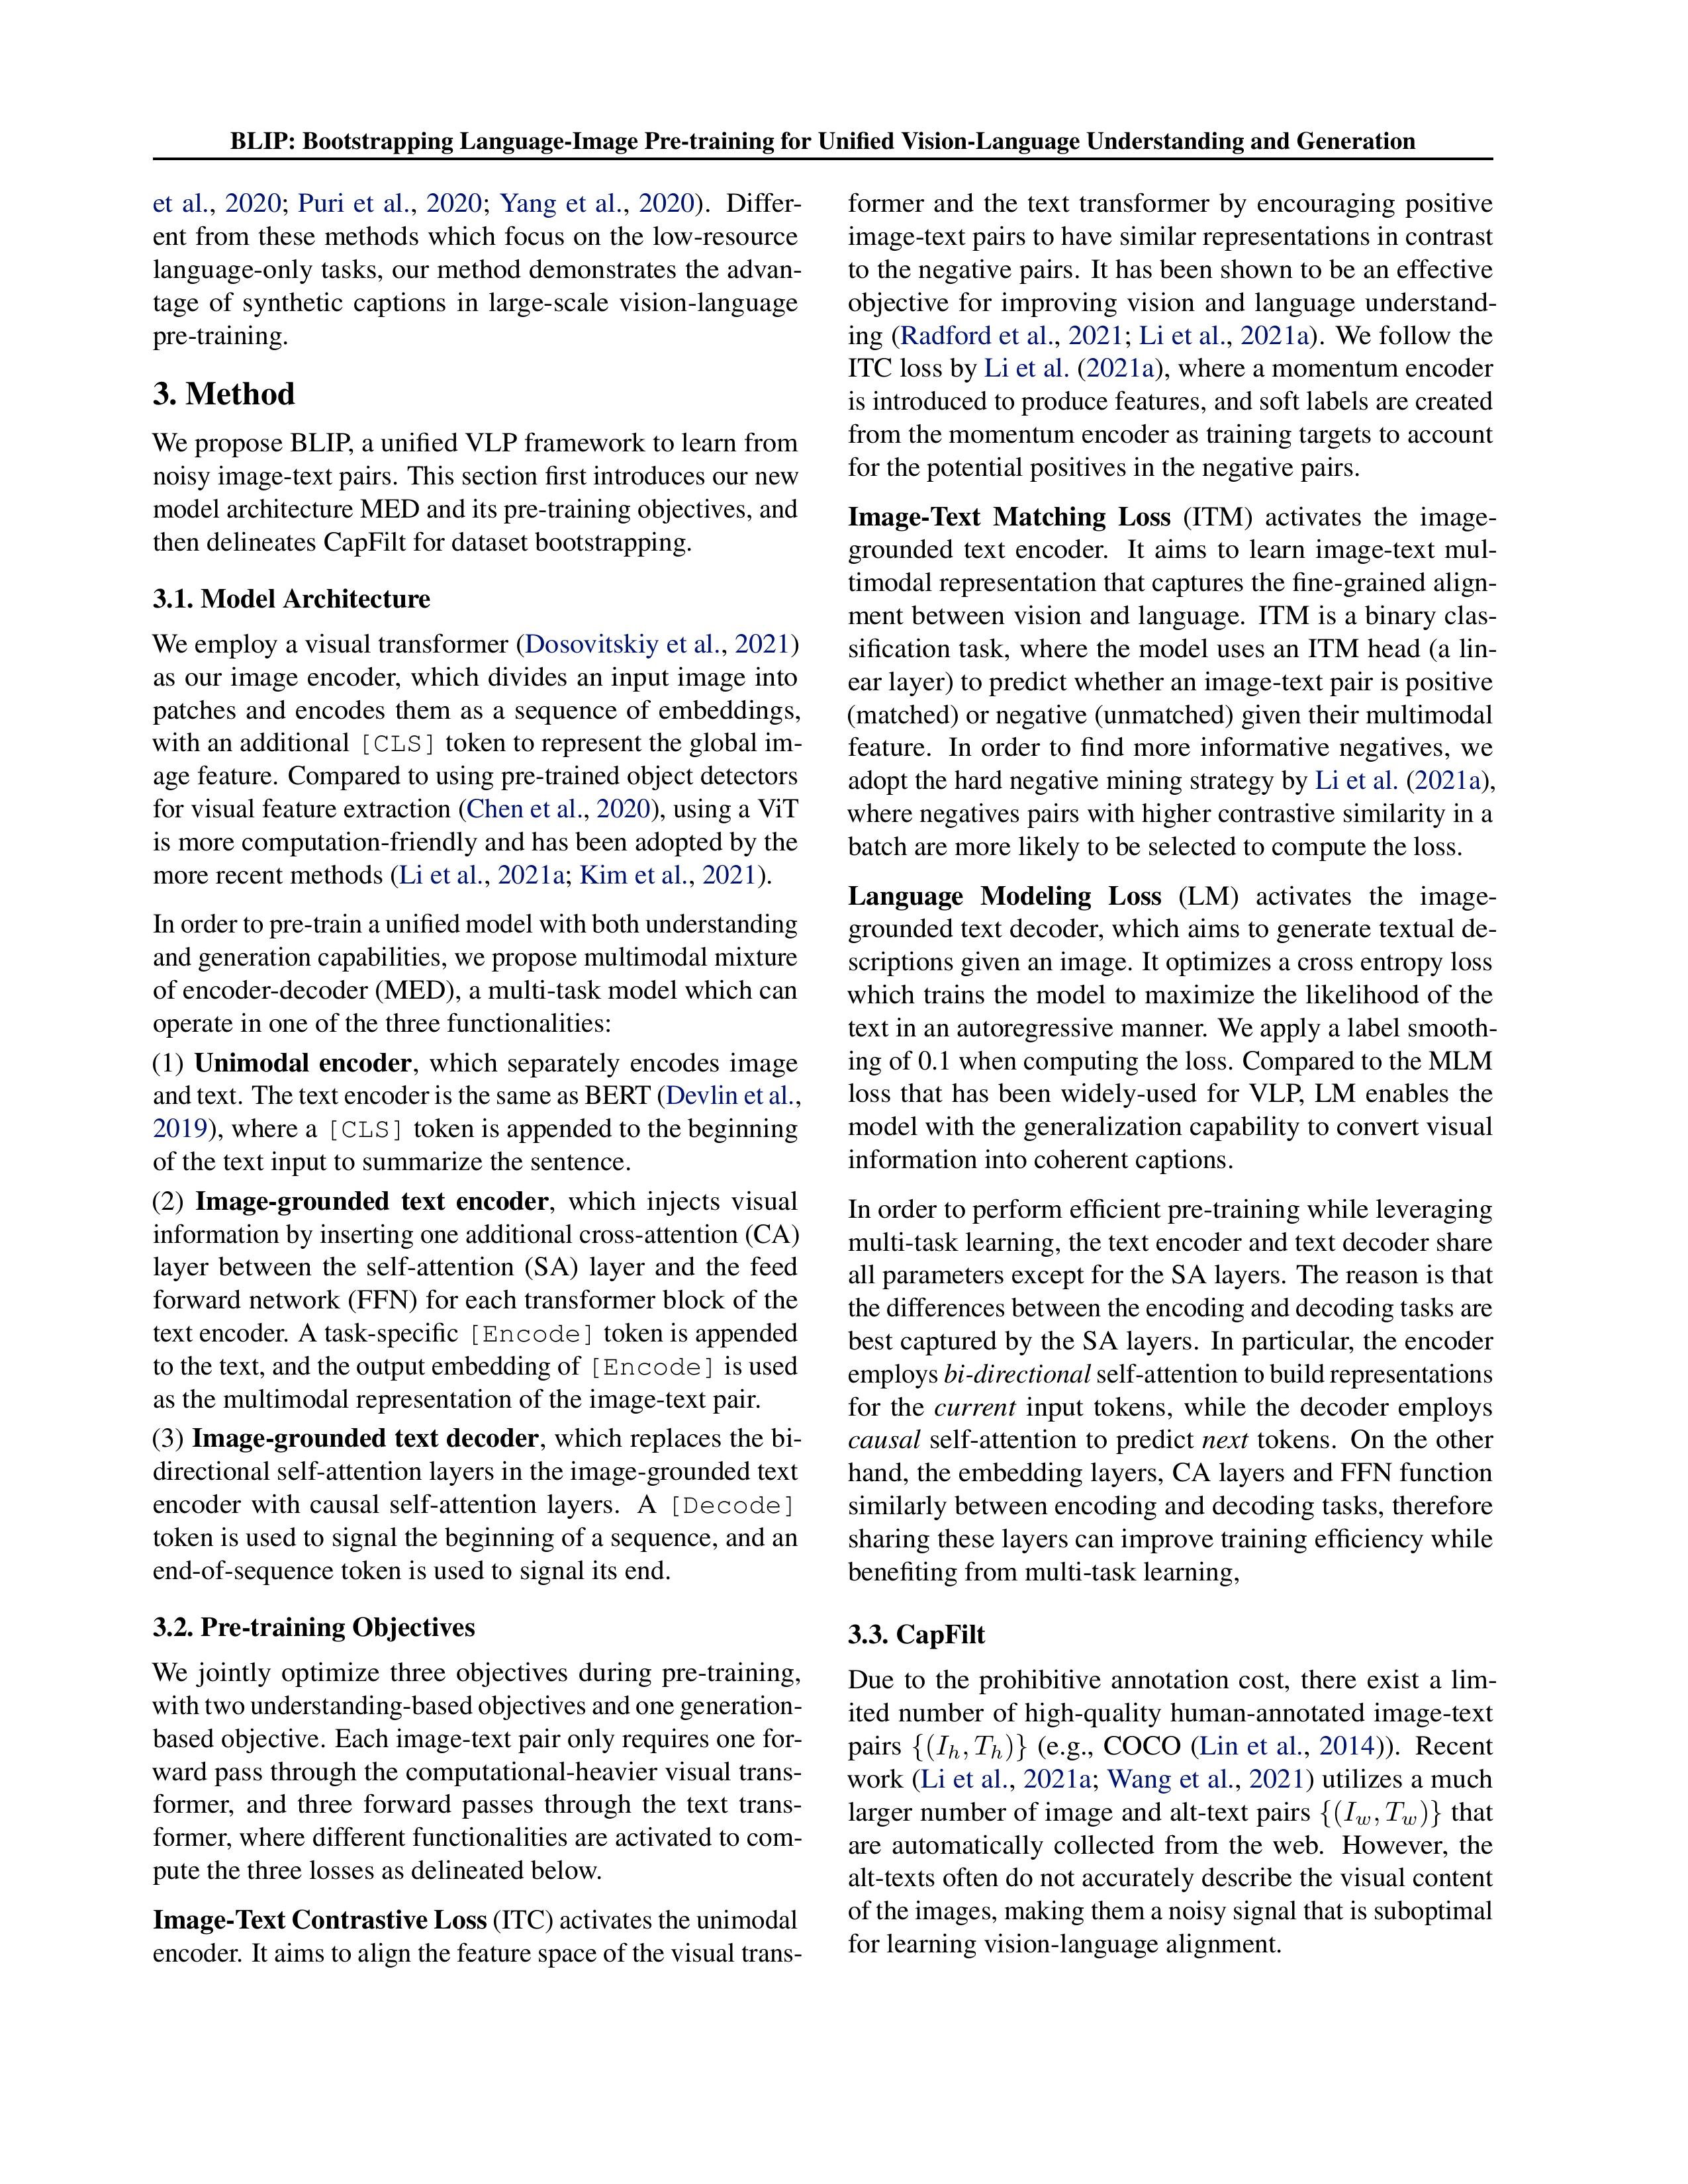 BLIP: Bootstrapping Language-Image Pre-training for Unified Vision-Language Understanding and Generation
et al., 2020; Puri et al., 2020; Yang et al., 2020). Differ-
ent from these methods which focus on the low-resource
language-only tasks, our method demonstrates the advan-
tage of synthetic captions in large-scale vision-language
pre-training.
3. Method
We propose BLIP, a unified VLP framework to learn from
noisy image-text pairs. This section first introduces our new
model architecture MED and its pre-training objectives, and
then delineates CapFilt for dataset bootstrapping.
3.1. Model Architecture
We employ a visual transformer (Dosovitskiy et al., 2021)
as our image encoder, which divides an input image into
patches and encodes them as a sequence of embeddings,
with an additional [CLS] token to represent the global im-
age feature. Compared to using pre-trained object detectors
for visual feature extraction (Chen et al., 2020), using a ViT
is more computation-friendly and has been adopted by the
more recent methods (Li et al., 2021a; Kim et al., 2021).
In order to pre-train a unified model with both understanding
and generation capabilities, we propose multimodal mixture
of encoder-decoder (MED), a multi-task model which can
operate in one of the three functionalities:
(1) Unimodal encoder, which separately encodes image
and text. The text encoder is the same as BERT (Devlin et al.,
2019), where a [CLS] token is appended to the beginning
of the text input to summarize the sentence.
(2) Image-grounded text encoder, which injects visual
information by inserting one additional cross-attention (CA)
layer between the self-attention (SA) layer and the feed
forward network (FFN) for each transformer block of the
text encoder. A task-specific [Encode] token is appended
to the text, and the output embedding of [Encode] is used
as the multimodal representation of the image-text pair.
(3) Image-grounded text decoder, which replaces the bi-
directional self-attention layers in the image-grounded text
encoder with causal self-attention layers. A [Decode]
token is used to signal the beginning of a sequence, and an
end-of-sequence token is used to signal its end.
3.2. Pre-training Objectives
We jointly optimize three objectives during pre-training,
with two understanding-based objectives and one generation-
based objective. Each image-text pair only requires one for-
ward pass through the computational-heavier visual trans-
former, and three forward passes through the text trans-
former, where different functionalities are activated to com-
pute the three losses as delineated below.
Image-Text Contrastive Loss (ITC) activates the unimodal
encoder. It aims to align the feature space of the visual trans-
former and the text transformer by encouraging positive
image-text pairs to have similar representations in contrast
to the negative pairs. It has been shown to be an effective
objective for improving vision and language understand-
ing (Radford et al., 2021; Li et al., 2021a). We follow the
ITC loss by Li et al. (2021a), where a momentum encoder
is introduced to produce features, and soft labels are created
from the momentum encoder as training targets to account
for the potential positives in the negative pairs.
Image-Text Matching Loss (ITM) activates the image-
grounded text encoder. It aims to learn image-text mul-
timodal representation that captures the fine-grained align-
ment between vision and language. ITM is a binary clas-
sification task, where the model uses an ITM head (a lin-
ear layer) to predict whether an image-text pair is positive
(matched) or negative (unmatched) given their multimodal
feature. In order to find more informative negatives, we
adopt the hard negative mining strategy by Li et al. (2021a),
where negatives pairs with higher contrastive similarity in a
batch are more likely to be selected to compute the loss.
Language Modeling Loss (LM) activates the image-
grounded text decoder, which aims to generate textual de-
scriptions given an image. It optimizes a cross entropy loss
which trains the model to maximize the likelihood of the
text in an autoregressive manner. We apply a label smooth-
ing of 0.1 when computing the loss. Compared to the MLM
loss that has been widely-used for VLP, LM enables the
model with the generalization capability to convert visual
information into coherent captions.
In order to perform efficient pre-training while leveraging
multi-task learning, the text encoder and text decoder share
all parameters except for the SA layers. The reason is that
the differences between the encoding and decoding tasks are
best captured by the SA layers. In particular, the encoder
employs bi-directional self-attention to build representations
for the current input tokens, while the decoder employs
causal self-attention to predict next tokens. On the other
hand, the embedding layers, CA layers and FFN function
similarly between encoding and decoding tasks, therefore
sharing these layers can improve training efficiency while
benefiting from multi-task learning,
3.3. CapFilt
Due to the prohibitive annotation cost, there exist a lim-
ited number of high-quality human-annotated image-text
pairs {(I_h, T_h)} (e.g., COCO (Lin et al., 2014)). Recent
work (Li et al., 2021a; Wang et al., 2021) utilizes a much
larger number of image and alt-text pairs {(I_w, T_w)} that
are automatically collected from the web. However, the
alt-texts often do not accurately describe the visual content
of the images, making them a noisy signal that is suboptimal
for learning vision-language alignment.